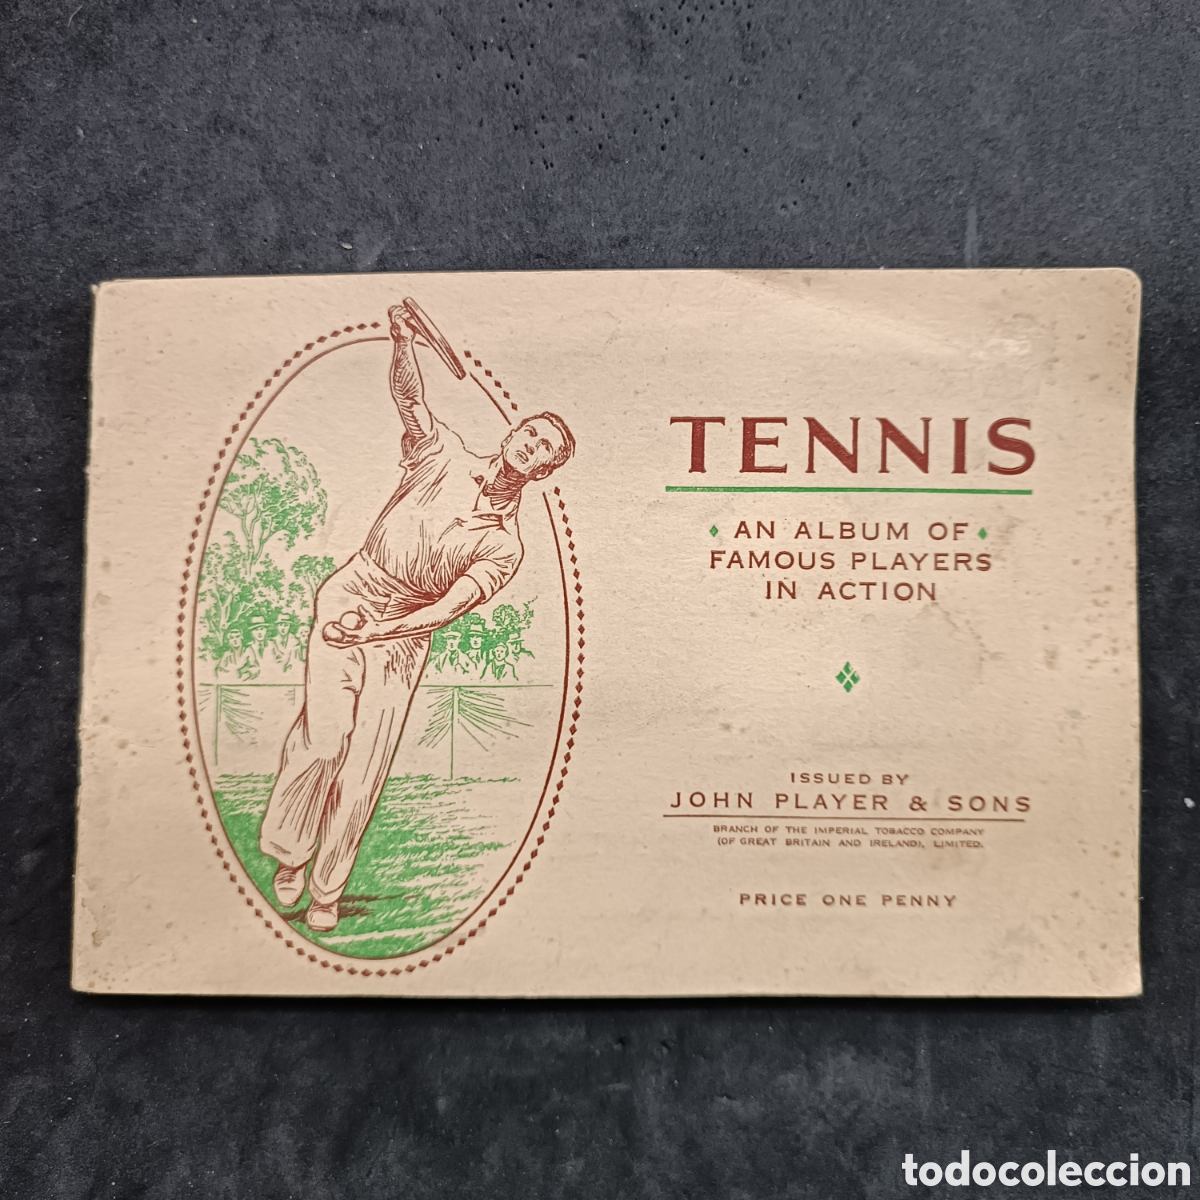 TENNIS
AN ALBUM OF
FAMOUS PLAYERS
IN ACTION
ISSUED BY
JOHN PLAYER & SONS
BRANCH OF THE IMPERIAL TOBACCO COMPANY
(OF GREAT BRITAIN AND IRELAND), LIMITED.
PRICE ONE PENNY
todocoleccion